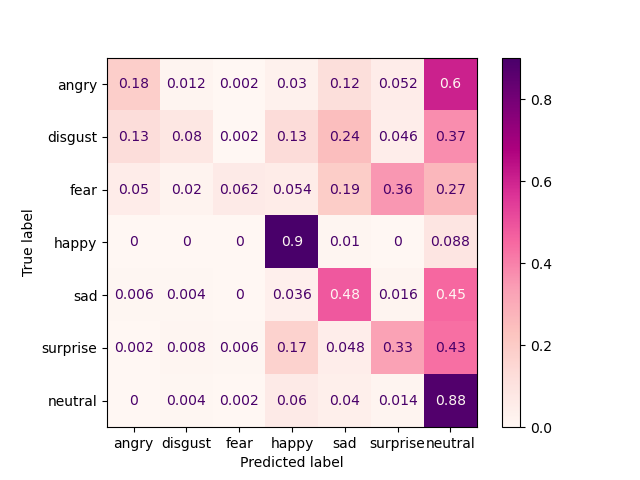 angry 0.18 0.012 0.002 0.03 0.12 0.052 0.6
disgust 0.13 0.08 0.002 0.13 0.24 0.046 0.37
fear 0.05 0.02 0.062 0.054 0.19 0.36 0.27
happy 0 0 0 0.9 0.01 0 0.088
sad 0.006 0.004 0 0.036 0.48 0.016 0.45
surprise 0.002 0.008 0.006 0.17 0.048 0.33 0.43
neutral 0 0.004 0.002 0.06 0.04 0.014 0.88
angry disgust fear happy sad surprise neutral
Predicted label
True label
0.8
0.6
0.4
0.2
0.0